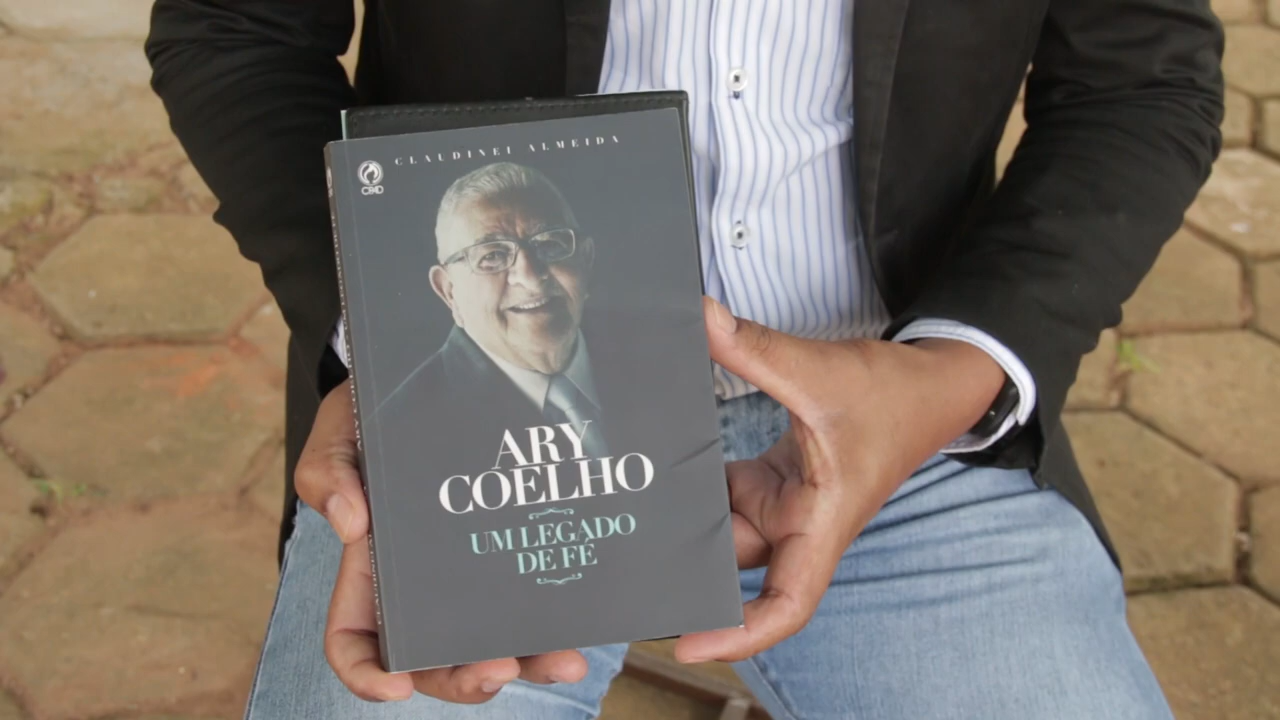 CLAUDINEI ALMEIDA
CPAD
ARY
COELHO
UM LEGADO
DE FÉ